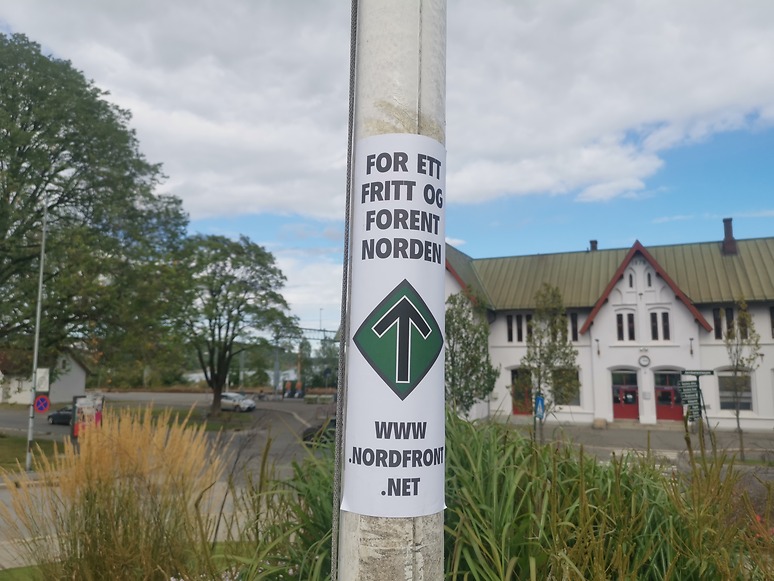 FOR ETT
FRITT OG
FORENT
NORDEN
WWW
.NORDFRONT
.NET